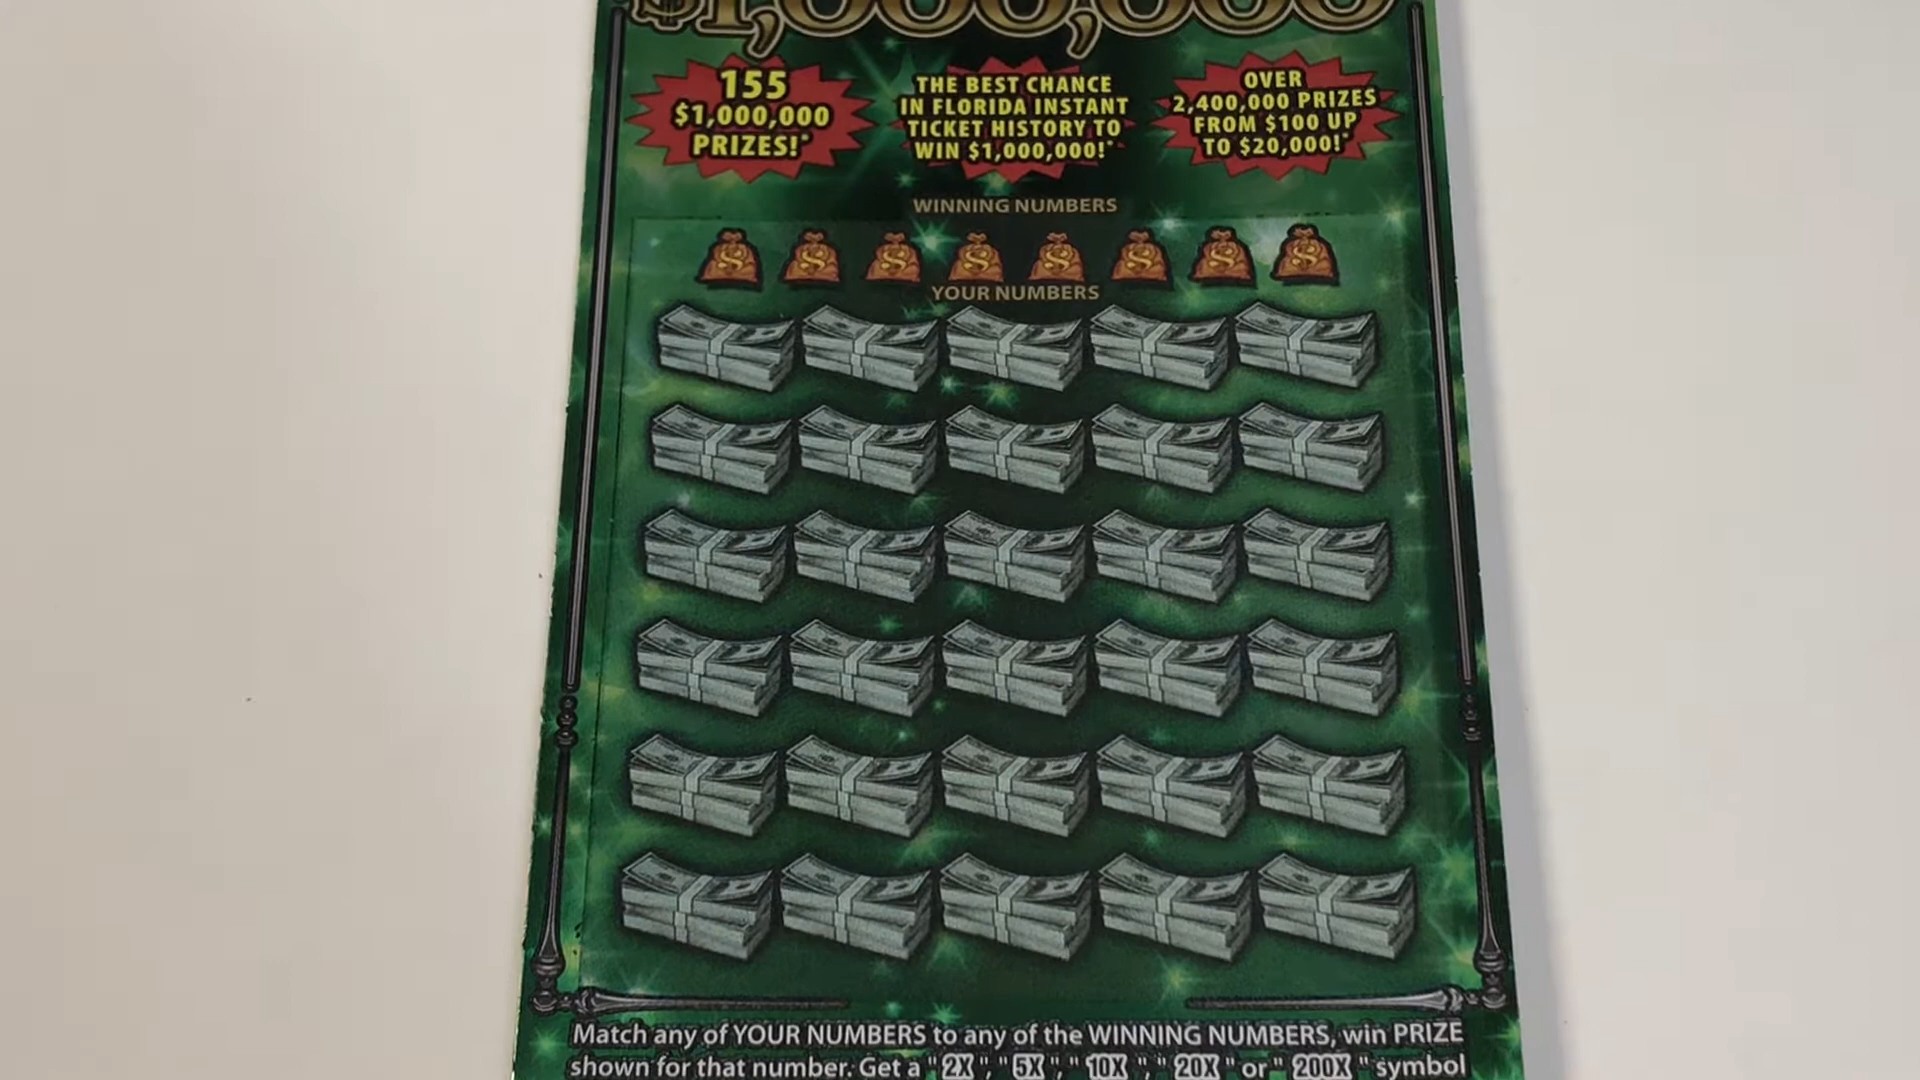 $1,000,000
155
$1,000,000
PRIZES!*
THE BEST CHANCE
IN FLORIDA INSTANT
TICKET HISTORY TO
WIN $1,000,000!*
OVER
2,400,000 PRIZES
FROM $100 UP
TO $20,000!*
WINNING NUMBERS
YOUR NUMBERS
Match any of YOUR NUMBERS to any of the WINNING NUMBERS, win PRIZE
shown for that number. Get a "2X", "5X", "10X", "20X" or "200X" symbol